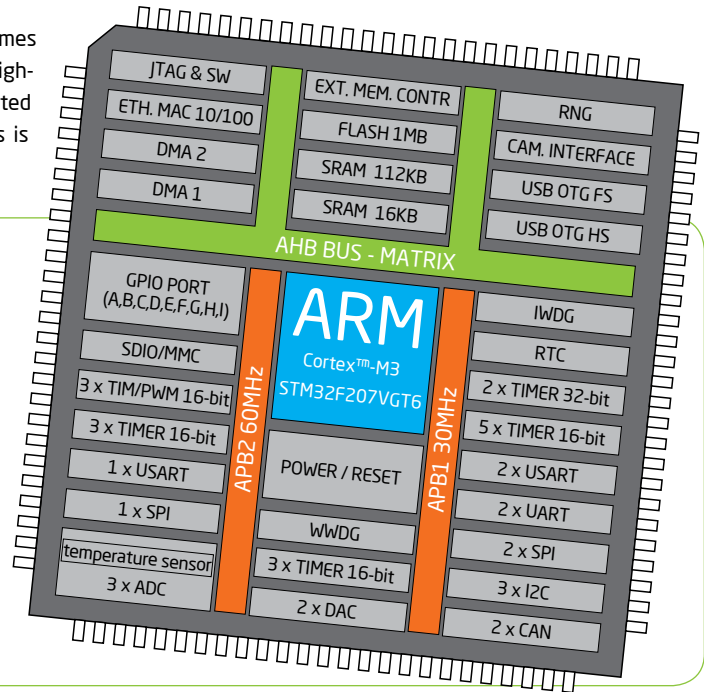 mes
igh-
ted
s is
JTAG & SW
ETH. MAC 10/100
DMA 2
DMA 1
EXT. MEM. CONTR
FLASH 1MB
SRAM 112KB
SRAM 16KB
RNG
CAM. INTERFACE
USB OTG FS
USB OTG HS
AHB BUS - MATRIX
GPIO PORT
(A,B,C,D,E,F,G,H,I)
SDIO/MMC
3 x TIM/PWM 16-bit
3 x TIMER 16-bit
1 x USART
1 x SPI
temperature sensor
3 x ADC
APB2 60MHz
ARM
Cortex™-M3
STM32F207VGT6
POWER / RESET
WWDG
3 x TIMER 16-bit
2 x DAC
APB1 30MHz
IWDG
RTC
2 x TIMER 32-bit
5 x TIMER 16-bit
2 x USART
2 x UART
2 x SPI
3 x I2C
2 x CAN